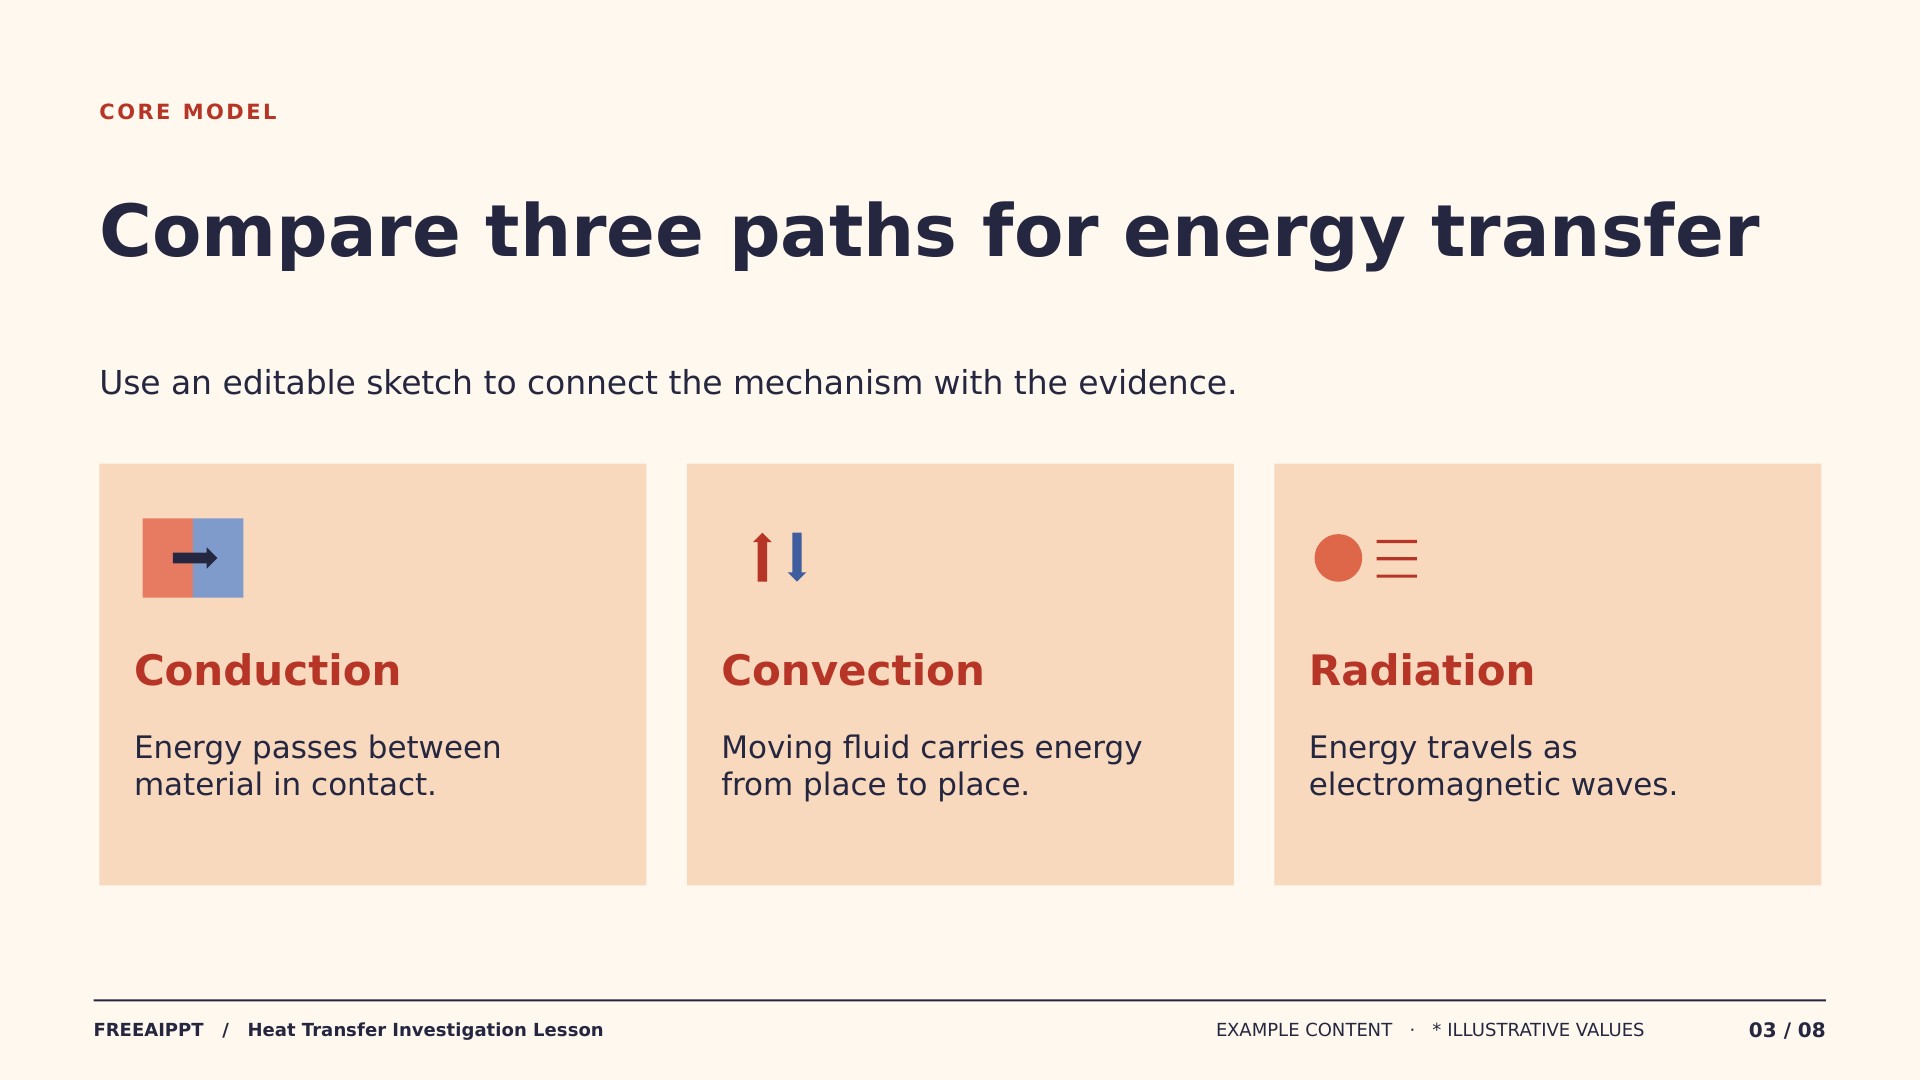 CORE MODEL
Compare three paths for energy transfer
Use an editable sketch to connect the mechanism with the evidence.
Conduction
Energy passes between
material in contact.
Convection
Moving fluid carries energy
from place to place.
Radiation
Energy travels as
electromagnetic waves.
FREEAIPPT / Heat Transfer Investigation Lesson
EXAMPLE CONTENT · * ILLUSTRATIVE VALUES
03 / 08